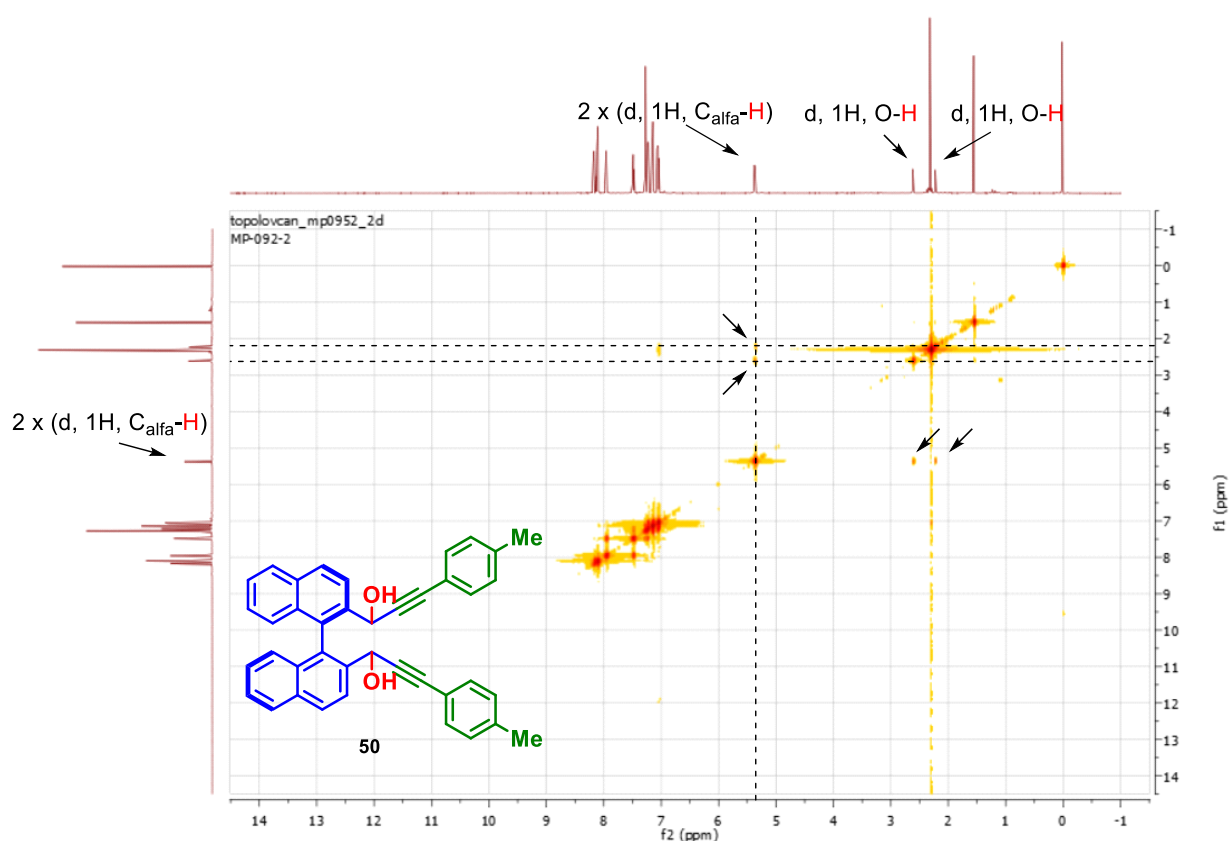 2 x (d, 1H, Calfa-H)
d, 1H, O-H
d, 1H, O-H
topolovcan_mp0952_2d
MP-092-2
2 x (d, 1H, Calfa-H)
-1
0
1
2
3
4
5
6
7
8
9
10
11
12
13
14
f1 (ppm)
Me
OH
OH
Me
50
14 13 12 11 10 9 8 7 6 5 4 3 2 1 0 -1
f2 (ppm)